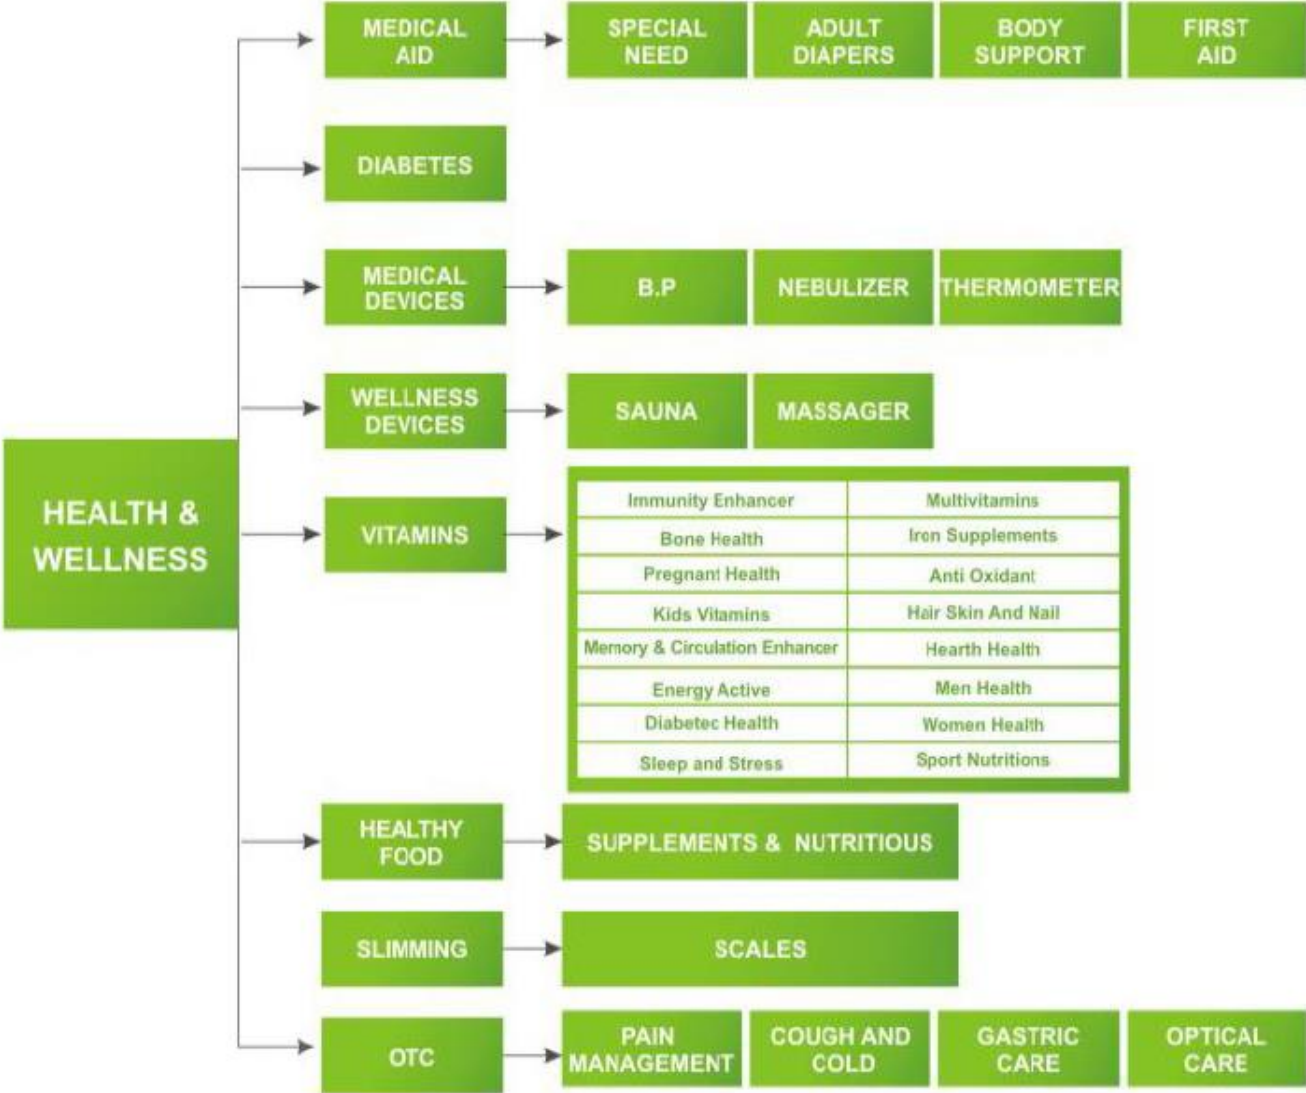 MEDICAL
AID
SPECIAL
NEED
ADULT
DIAPERS
BODY
SUPPORT
FIRST
AID
DIABETES
MEDICAL
DEVICES
B.P
NEBULIZER
THERMOMETER
WELLNESS
DEVICES
SAUNA
MASSAGER
HEALTH &
WELLNESS
VITAMINS
Immunity Enhancer
Multivitamins
Bone Health
Iron Supplements
Pregnant Health
Anti Oxidant
Kids Vitamins
Hair Skin And Nail
Memory & Circulation Enhancer
Hearth Health
Energy Active
Men Health
Diabetec Health
Women Health
Sleep and Stress
Sport Nutritions
HEALTHY
FOOD
SUPPLEMENTS & NUTRITIOUS
SLIMMING
SCALES
OTC
PAIN
MANAGEMENT
COUGH AND
COLD
GASTRIC
CARE
OPTICAL
CARE